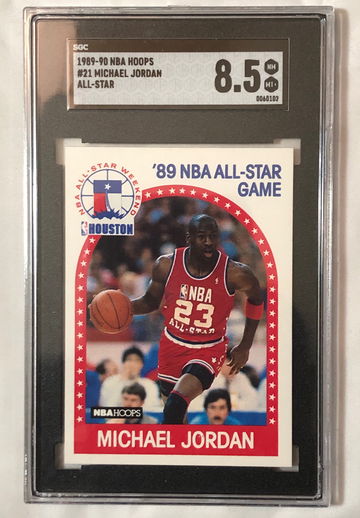 SGC
1989-90 NBA HOOPS
#21 MICHAEL JORDAN
ALL-STAR
8.5
NM
MT+
0060102
NBA ALL-STAR WEEKEND
HOUSTON
'89 NBA ALL-STAR
GAME
NBA
ALL-STAR
23
NBA HOOPS
MICHAEL JORDAN